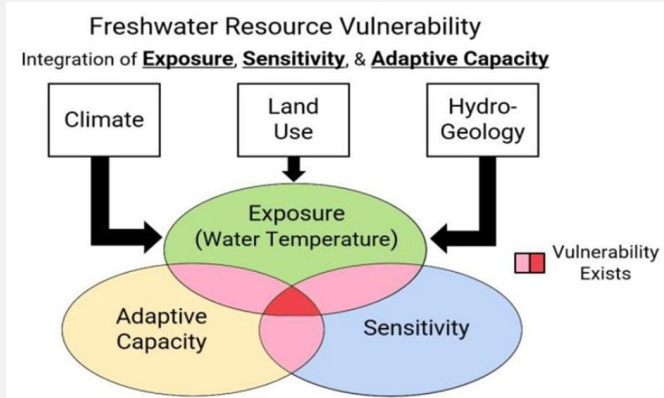 Freshwater Resource Vulnerability
Integration of Exposure, Sensitivity, & Adaptive Capacity
Climate
Land
Use
Hydro-
Geology
Exposure
(Water Temperature)
Vulnerability
Exists
Adaptive
Capacity
Sensitivity